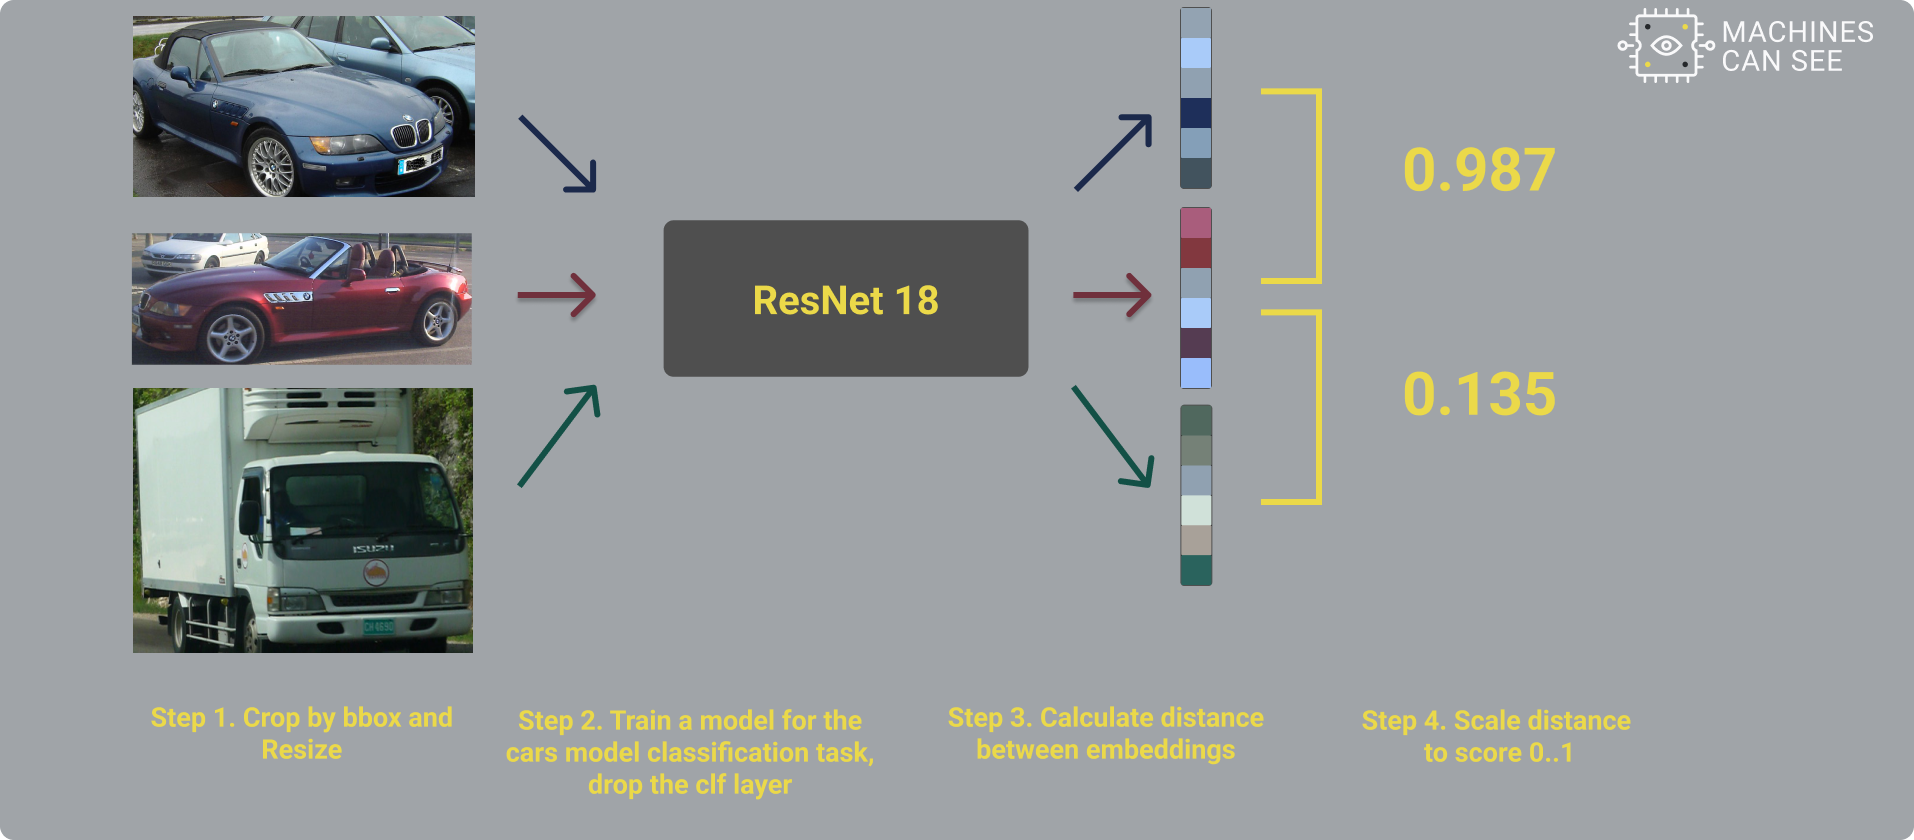 MACHINES
CAN SEE
0.987
ResNet 18
0.135
ISUZU
Step 1. Crop by bbox and
Resize
Step 2. Train a model for the
cars model classification task,
drop the clf layer
Step 3. Calculate distance
between embeddings
Step 4. Scale distance
to score 0..1